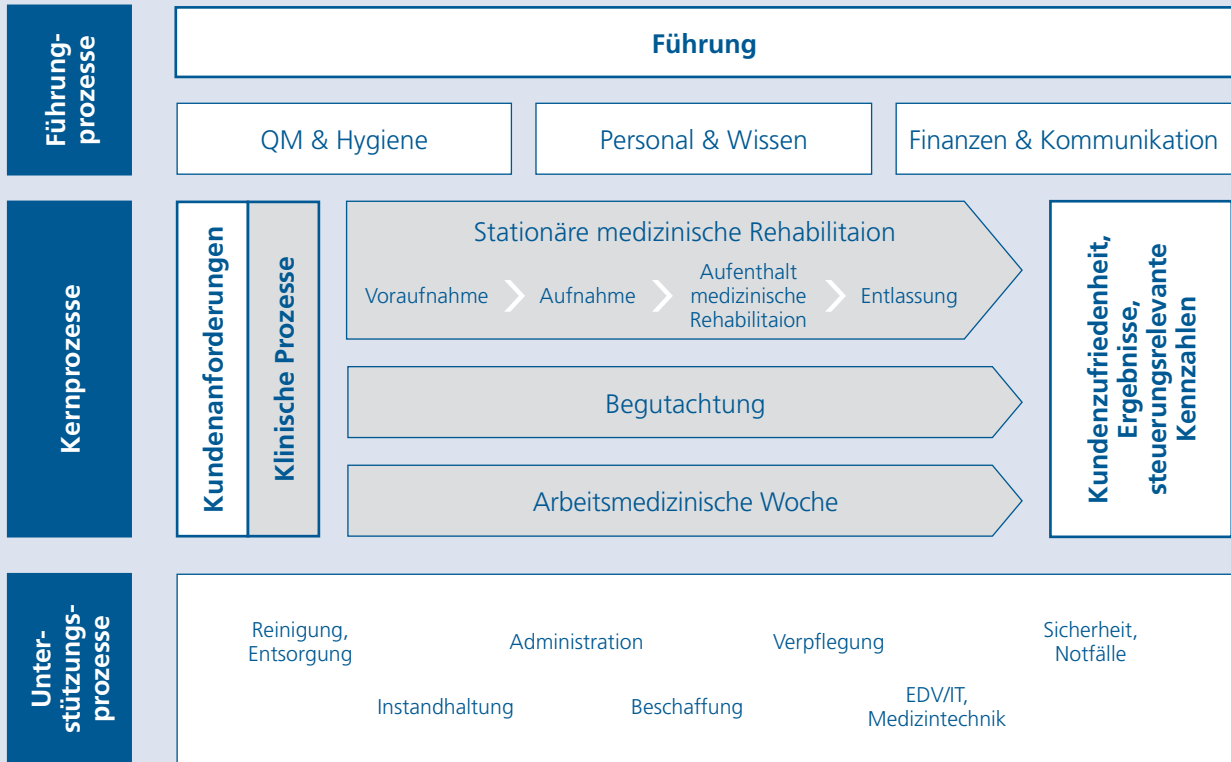 Führung-
prozesse
Führung
QM & Hygiene
Personal & Wissen
Finanzen & Kommunikation
Kernprozesse
Kundenanforderungen
Klinische Prozesse
Stationäre medizinische Rehabilitaion
Voraufnahme
Aufnahme
Aufenthalt
medizinische
Rehabilitaion
Entlassung
Begutachtung
Arbeitsmedizinische Woche
Kundenzufriedenheit,
Ergebnisse,
steuerungsrelevante
Kennzahlen
Unter-
stützungs-
prozesse
Reinigung,
Entsorgung
Administration
Verpflegung
Sicherheit,
Notfälle
Instandhaltung
Beschaffung
EDV/IT,
Medizintechnik